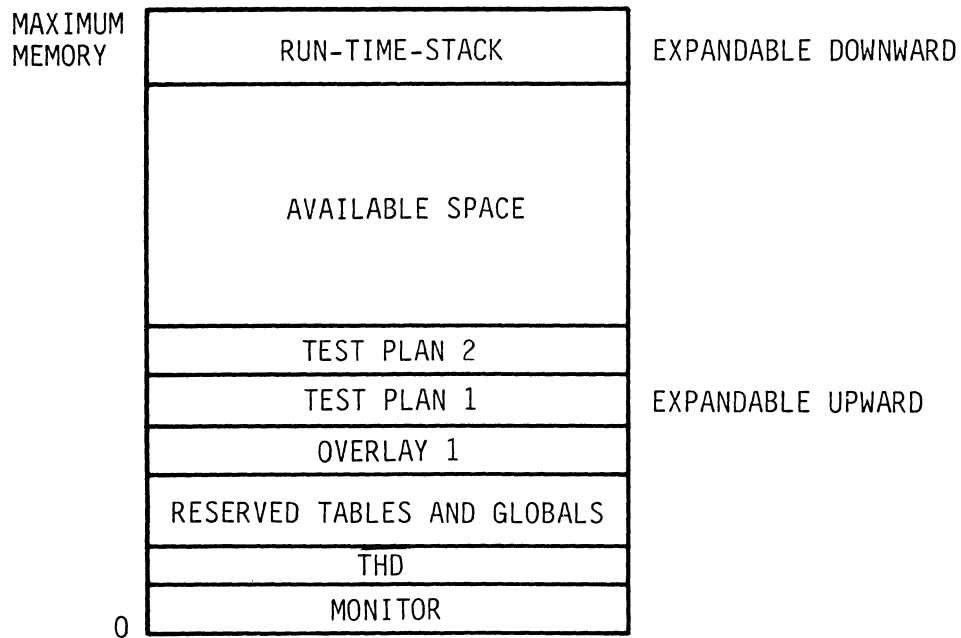 MAXIMUM
MEMORY
RUN-TIME-STACK
EXPANDABLE DOWNWARD
AVAILABLE SPACE
TEST PLAN 2
TEST PLAN 1
EXPANDABLE UPWARD
OVERLAY 1
RESERVED TABLES AND GLOBALS
THD
MONITOR
0